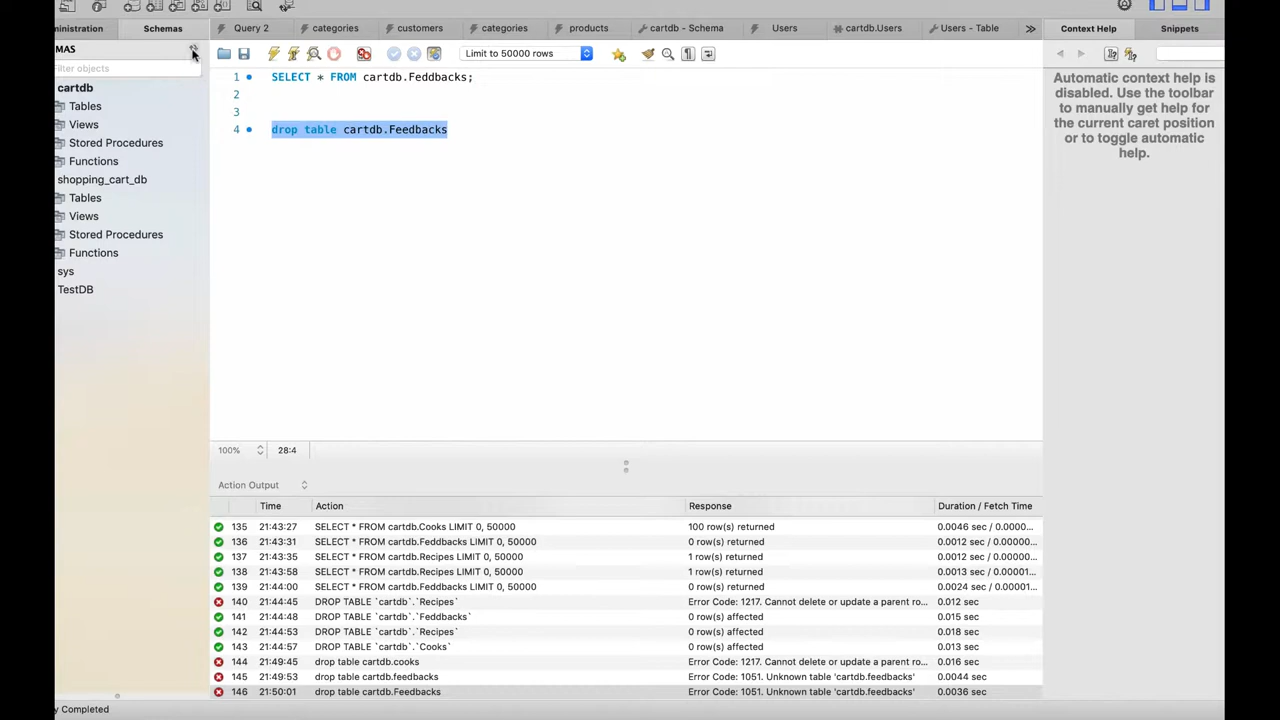 ministration Schemas Query 2 categories customers categories products cartdb - Schema Users cartdb.Users Users - Table Context Help Snippets
MAS
Limit to 50000 rows
Filter objects
cartdb
Tables
Views
Stored Procedures
Functions
shopping_cart_db
Tables
Views
Stored Procedures
Functions
sys
TestDB
1 SELECT * FROM cartdb.Feddbacks;
2
3
4 drop table cartdb.Feedbacks
Automatic context help is
disabled. Use the toolbar
to manually get help for
the current caret position
or to toggle automatic
help.
100% 28:4
Action Output
Time Action Response Duration / Fetch Time
135 21:43:27 SELECT * FROM cartdb.Cooks LIMIT 0, 50000 100 row(s) returned 0.0046 sec / 0.0000...
136 21:43:31 SELECT * FROM cartdb.Feddbacks LIMIT 0, 50000 0 row(s) returned 0.0012 sec / 0.0000...
137 21:43:35 SELECT * FROM cartdb.Recipes LIMIT 0, 50000 1 row(s) returned 0.0012 sec / 0.0000...
138 21:43:58 SELECT * FROM cartdb.Recipes LIMIT 0, 50000 1 row(s) returned 0.0013 sec / 0.00001...
139 21:44:00 SELECT * FROM cartdb.Feddbacks LIMIT 0, 50000 0 row(s) returned 0.0024 sec / 0.00001...
140 21:44:45 DROP TABLE `cartdb`.`Recipes` Error Code: 1217. Cannot delete or update a parent ro... 0.012 sec
141 21:44:48 DROP TABLE `cartdb`.`Feddbacks` 0 row(s) affected 0.015 sec
142 21:44:53 DROP TABLE `cartdb`.`Recipes` 0 row(s) affected 0.018 sec
143 21:44:57 DROP TABLE `cartdb`.`Cooks` 0 row(s) affected 0.013 sec
144 21:49:45 drop table cartdb.cooks Error Code: 1217. Cannot delete or update a parent ro... 0.016 sec
145 21:49:53 drop table cartdb.feedbacks Error Code: 1051. Unknown table 'cartdb.feedbacks' 0.0044 sec
146 21:50:01 drop table cartdb.Feedbacks Error Code: 1051. Unknown table 'cartdb.feedbacks' 0.0036 sec
y Completed